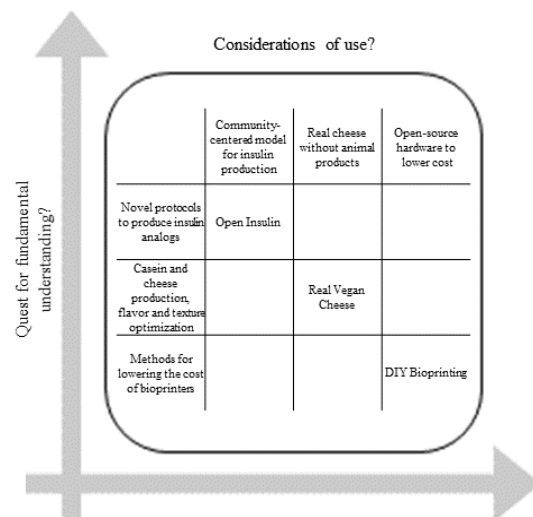 Considerations of use?
Quest for fundamental
understanding?
Community-
centered model
for insulin
production
Real cheese
without animal
products
Open-source
hardware to
lower cost
Novel protocols
to produce insulin
analogs
Open Insulin
Casein and
cheese
production,
flavor and texture
optimization
Real Vegan
Cheese
Methods for
lowering the cost
of bioprinters
DIY Bioprinting